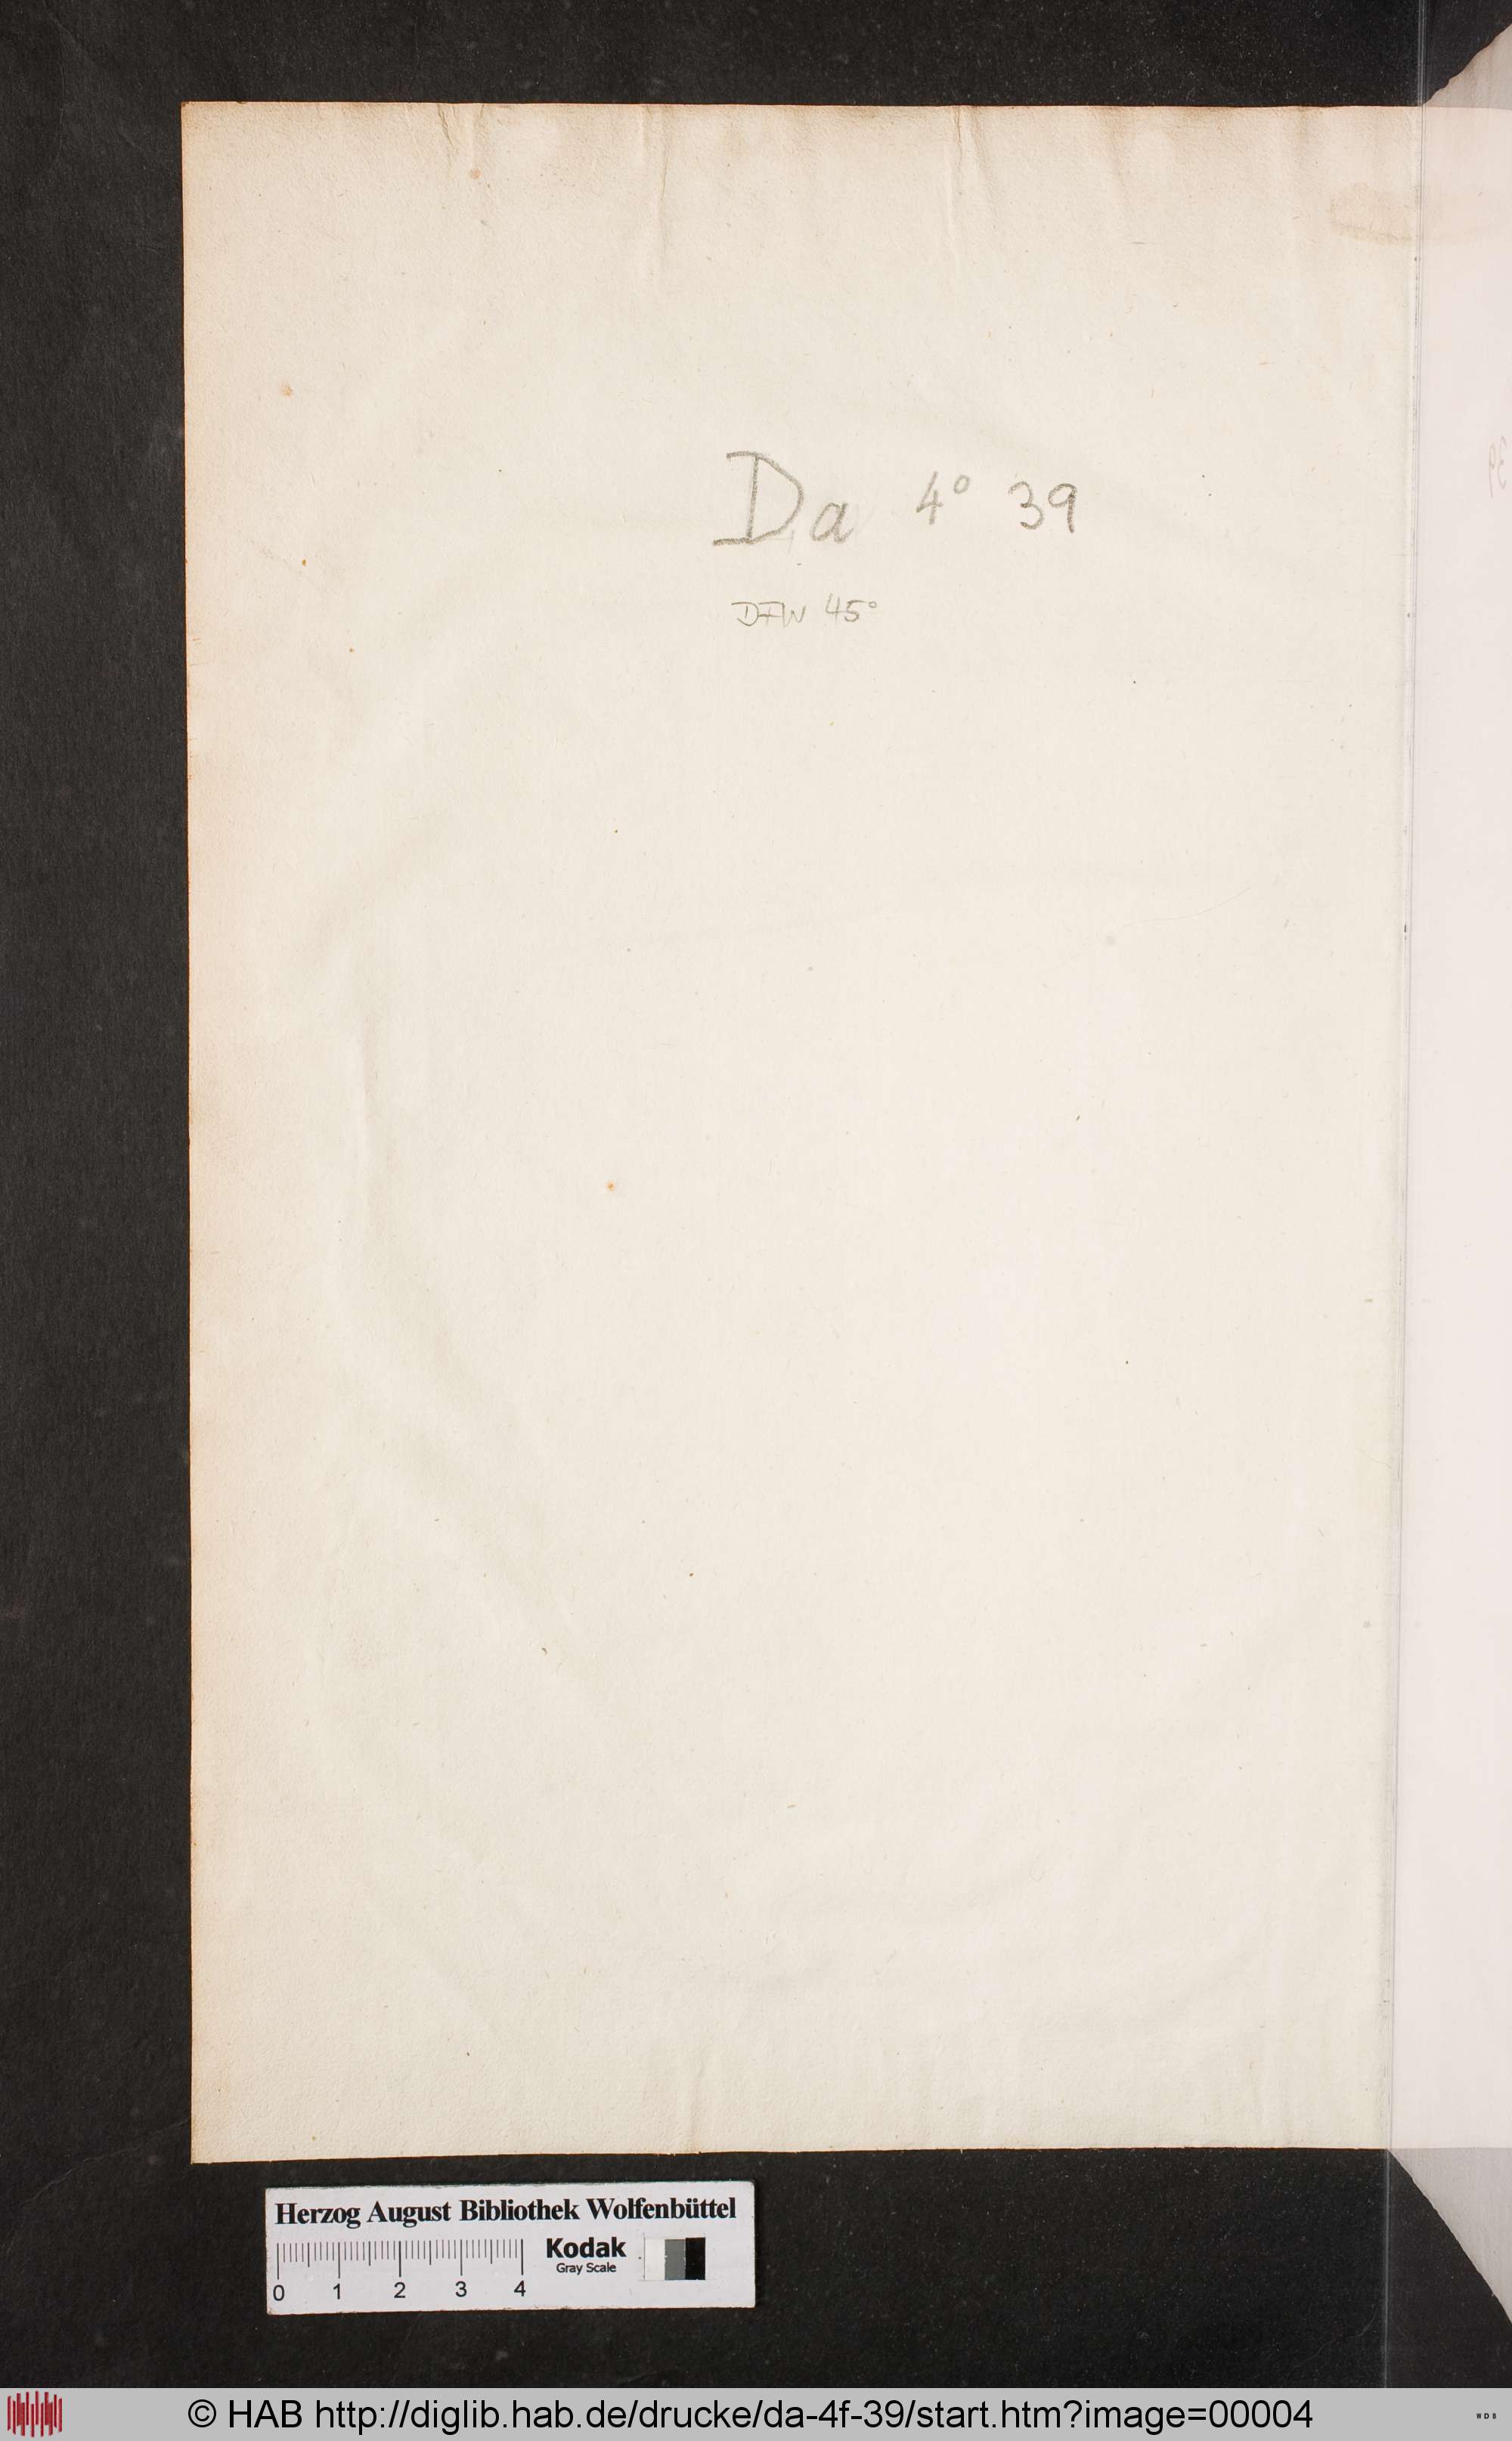 Da 4° 39
DFW 45°
Herzog August Bibliothek Wolfenbüttel
Kodak
Gray Scale
0 1 2 3 4
© HAB http://diglib.hab.de/drucke/da-4f-39/start.htm?image=00004
WDB